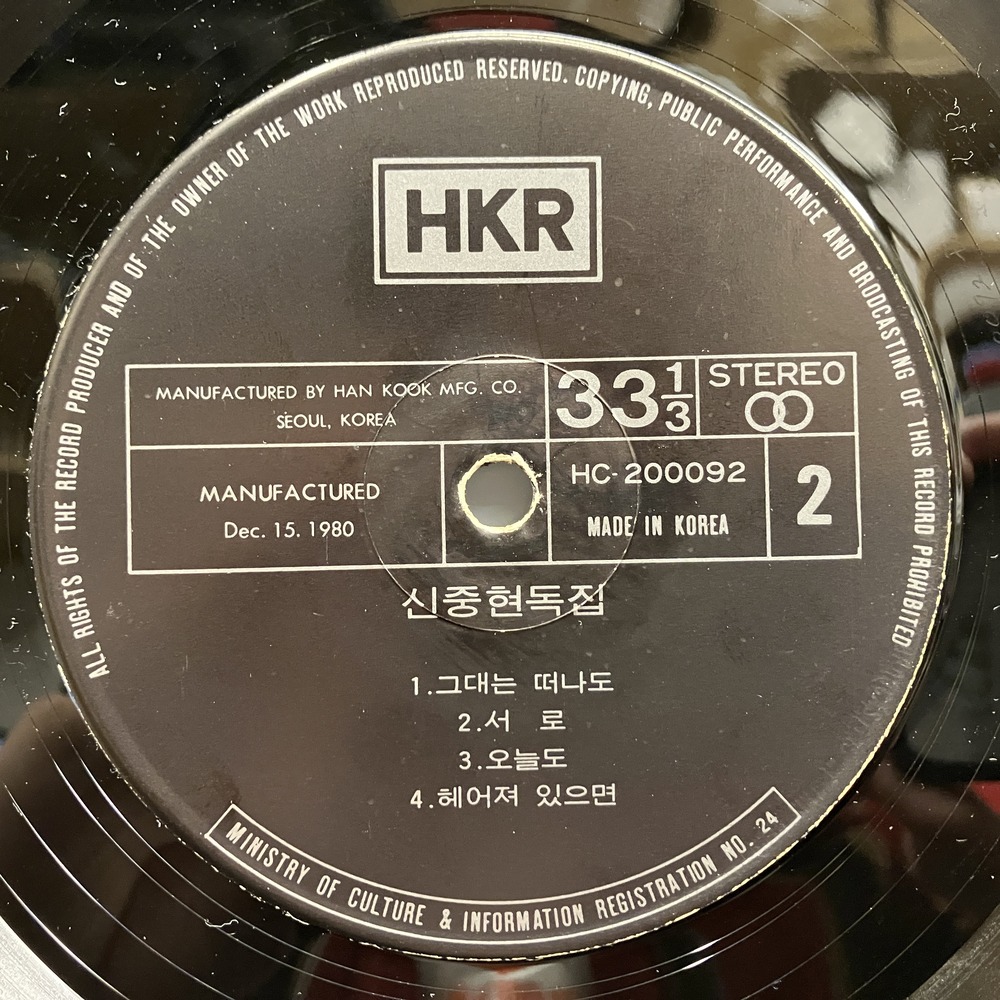 ALL RIGHTS OF THE RECORD PRODUCER AND OF THE OWNER OF THE WORK REPRODUCED RESERVED. COPYING, PUBLIC PERFORMANCE AND BRODCASTING OF THIS RECORD PROHIBITED
HKR
MANUFACTURED BY HAN KOOK MFG. CO.
SEOUL, KOREA
33 1/3
STEREO
MANUFACTURED
Dec. 15. 1980
HC-200092
MADE IN KOREA
2
신중현독집
1.그대는 떠나도
2.서 로
3.오늘도
4.헤어져 있으면
MINISTRY OF CULTURE & INFORMATION REGISTRATION NO. 24